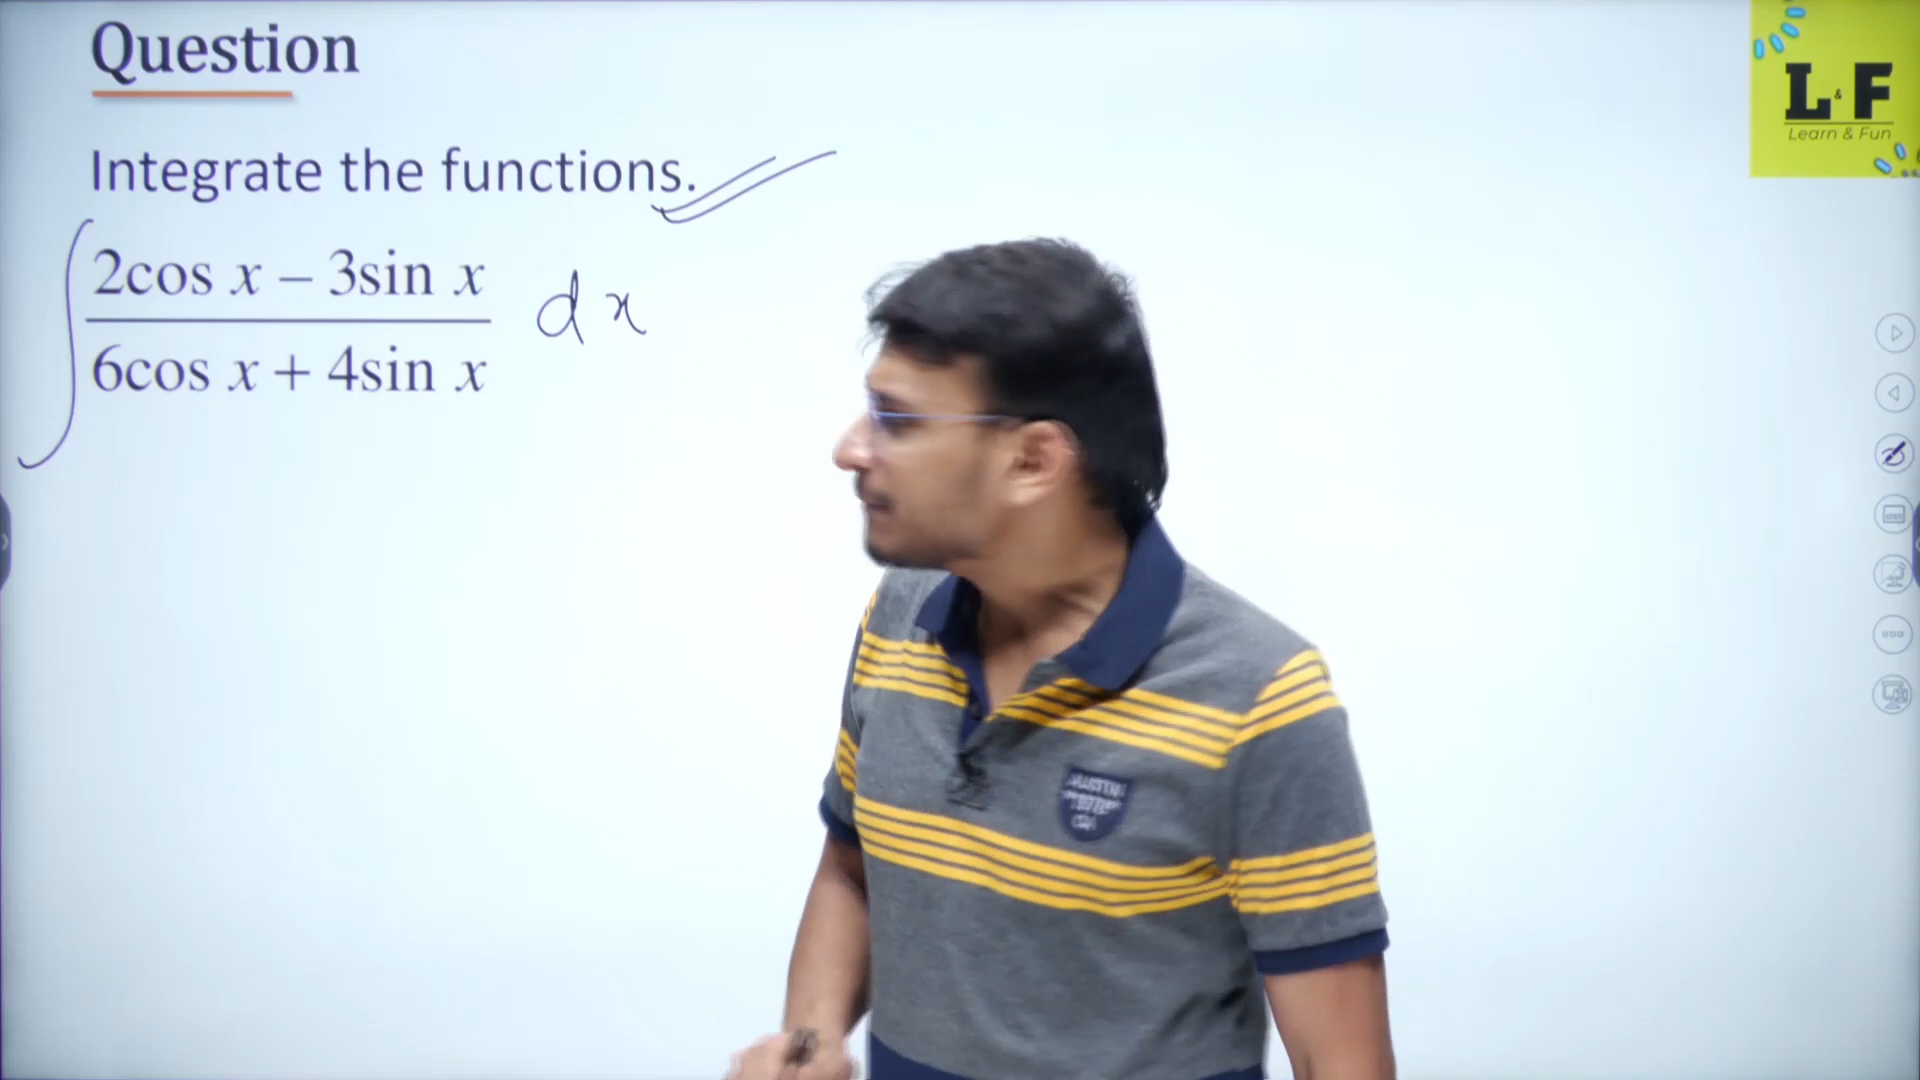 Question
Integrate the functions.
∫ (2cos x − 3sin x) / (6cos x + 4sin x) dx
L&F
Learn & Fun